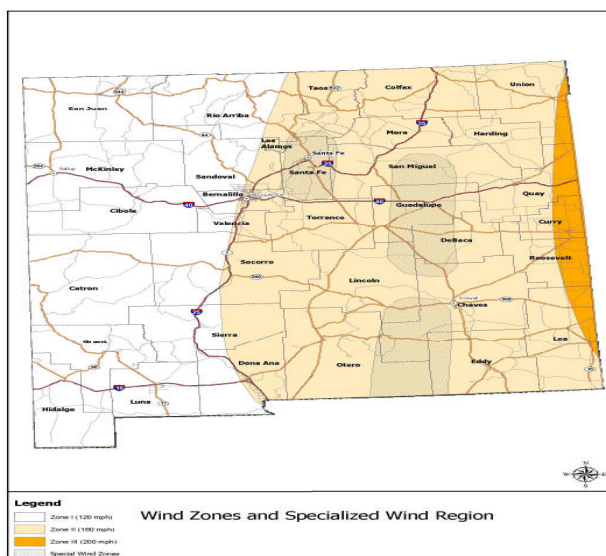 Taos
Colfax
Union
San Juan
Rio Arriba
Mora
Harding
Los
Alamos
Santa Fe
Santa Fe
San Miguel
McKinley
Sandoval
Bernalillo
Quay
Cibola
Guadalupe
Valencia
Torrance
Curry
DeBaca
Roosevelt
Socorro
Catron
Lincoln
Chaves
Sierra
Grant
Lea
Dona Ana
Otero
Eddy
Luna
Hidalgo
N
Legend
Wind Zones and Specialized Wind Region
Zone I (120 mph)
Zone II (160 mph)
Zone III (200 mph)
Special Wind Zones